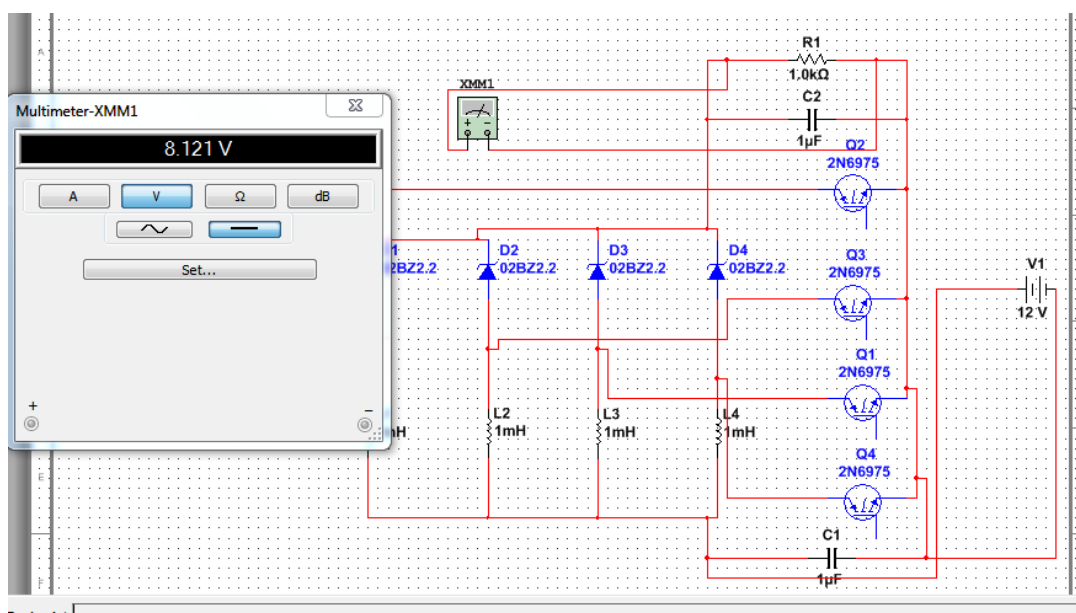 R1
1.0kΩ
XMM1
C2
1µF
Multimeter-XMM1
8.121 V
A V Ω dB
Set...
+ −
Q2
2N6975
1 D2 D3 D4
02BZ2.2 02BZ2.2 02BZ2.2 02BZ2.2
Q3
2N6975
V1
12 V
Q1
2N6975
L2 L3 L4
mH 1mH 1mH 1mH
Q4
2N6975
C1
1µF
A
E
F